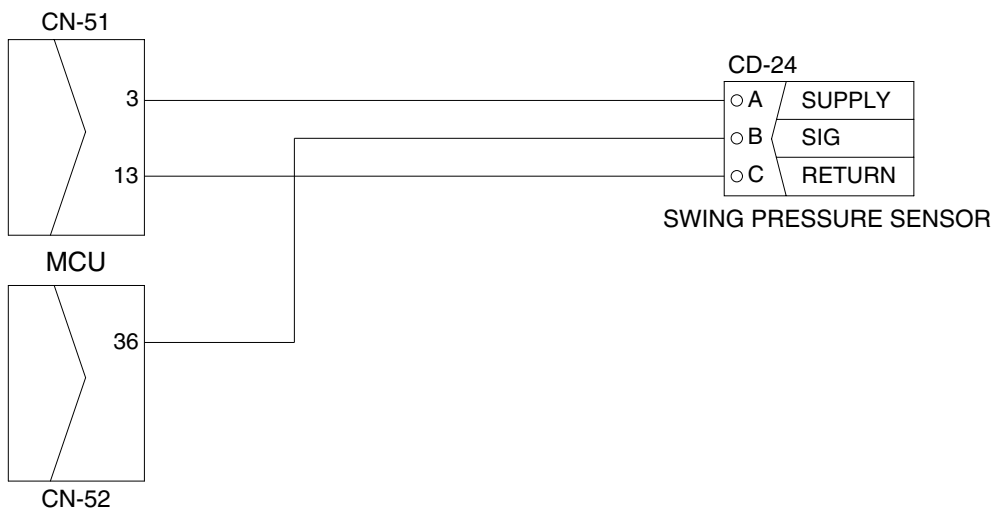 CN-51
3
13
MCU
36
CN-52
CD-24
A SUPPLY
B SIG
C RETURN
SWING PRESSURE SENSOR